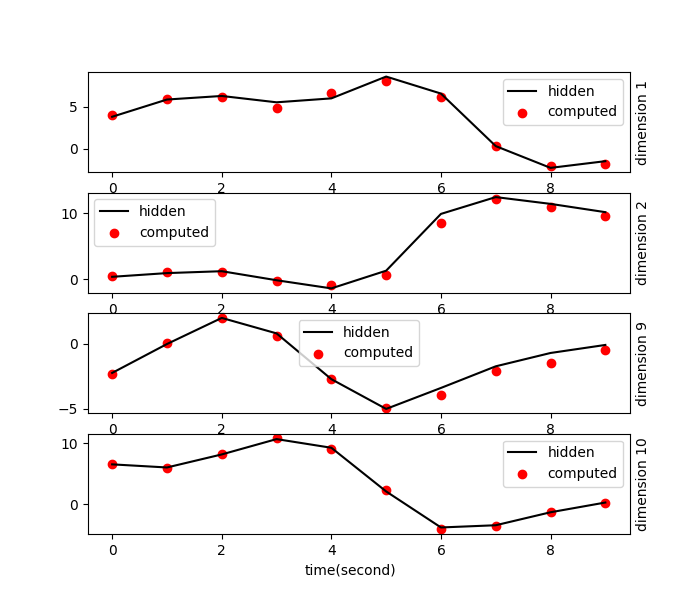 5
0
hidden
computed
dimension 1
0 2 4 6 8
10
0
hidden
computed
dimension 2
0 2 4 6 8
0
−5
hidden
computed
dimension 9
0 2 4 6 8
10
0
hidden
computed
dimension 10
0 2 4 6 8
time(second)